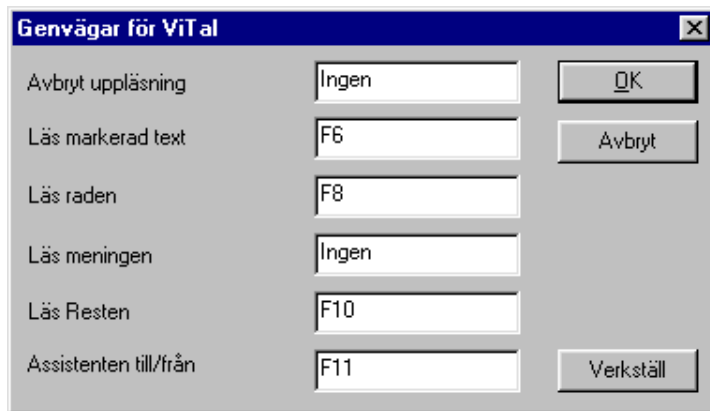 Genvägar för ViTal
Avbryt uppläsning Ingen OK
Läs markerad text F6 Avbryt
Läs raden F8
Läs meningen Ingen
Läs Resten F10
Assistenten till/från F11 Verkställ